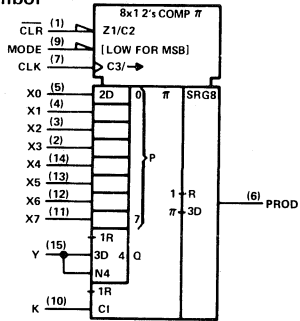 mbol
8x1 2's COMP π
CLR (1) Z1/C2
MODE (9) [LOW FOR MSB]
CLK (7) C3/→
X0 (5) 2D 0 π SRG8
X1 (4)
X2 (3)
X3 (2) P
X4 (14)
X5 (13) 1 R
X6 (12) π 3D (6) PROD
X7 (11) 7
1R
Y (15) 3D 4 Q
N4
1R
K (10) CI